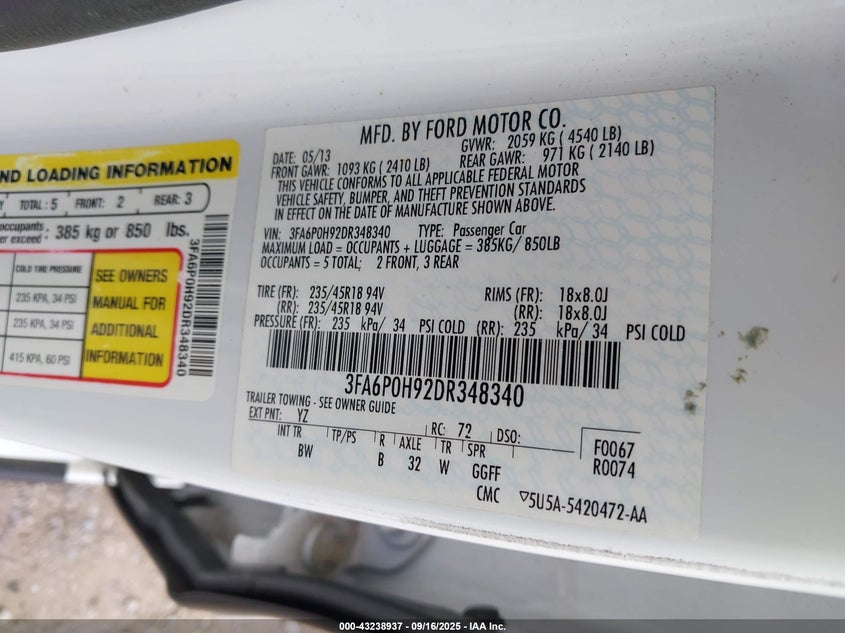 ND LOADING INFORMATION
TOTAL: 5 FRONT: 2 REAR: 3
occupants
exceed: 385 kg or 850 lbs.
COLD TIRE PRESSURE
235 KPA, 34 PSI
235 KPA, 34 PSI
415 KPA, 60 PSI
SEE OWNERS
MANUAL FOR
ADDITIONAL
INFORMATION
3FA6P0H92DR348340
MFD. BY FORD MOTOR CO.
DATE: 05/13 GVWR: 2059 KG ( 4540 LB)
FRONT GAWR: 1093 KG ( 2410 LB) REAR GAWR: 971 KG ( 2140 LB)
THIS VEHICLE CONFORMS TO ALL APPLICABLE FEDERAL MOTOR
VEHICLE SAFETY, BUMPER, AND THEFT PREVENTION STANDARDS
IN EFFECT ON THE DATE OF MANUFACTURE SHOWN ABOVE.
VIN: 3FA6P0H92DR348340 TYPE: Passenger Car
MAXIMUM LOAD = OCCUPANTS + LUGGAGE = 385KG/ 850LB
OCCUPANTS = 5 TOTAL; 2 FRONT, 3 REAR
TIRE (FR): 235/45R18 94V RIMS (FR): 18x8.0J
(RR): 235/45R18 94V (RR): 18x8.0J
PRESSURE (FR): 235 kPa/ 34 PSI COLD (RR): 235 kPa/ 34 PSI COLD
3FA6P0H92DR348340
TRAILER TOWING - SEE OWNER GUIDE
EXT PNT: YZ RC: 72 DSO: F0067
INT TR TP/PS R AXLE TR SPR R0074
BW B 32 W GGFF
CMC ▽5U5A-5420472-AA
000-43238937 - 09/16/2025 - IAA Inc.